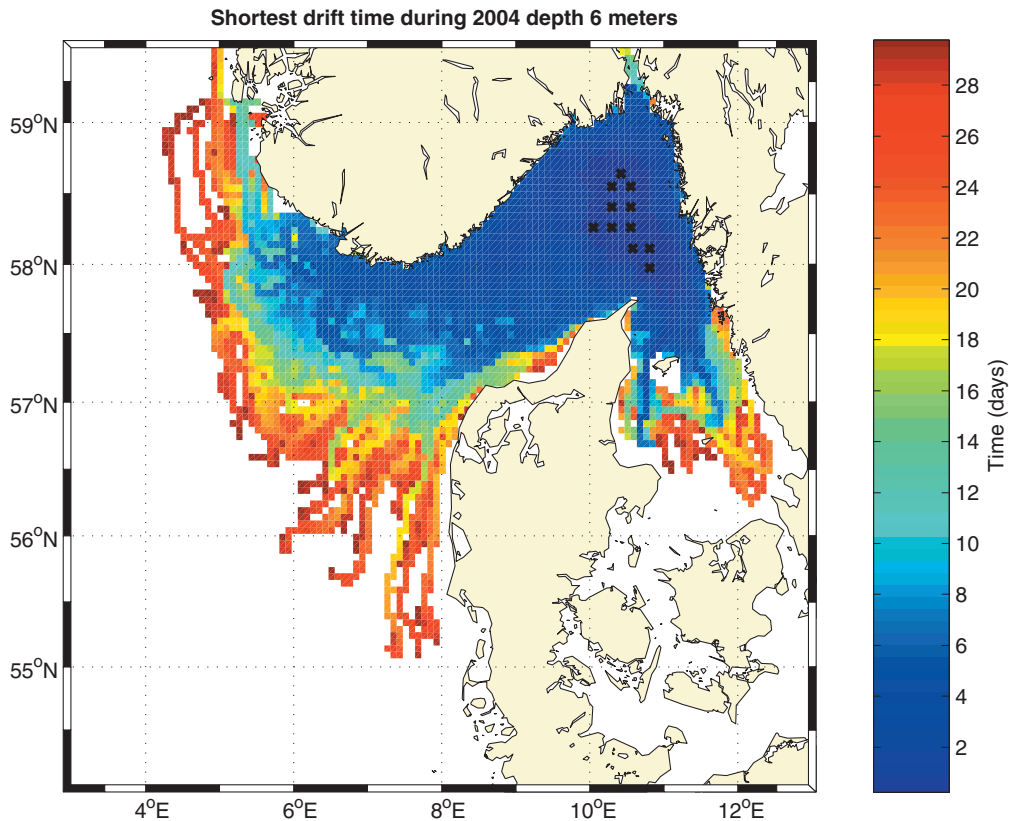 Shortest drift time during 2004 depth 6 meters
59°N
58°N
57°N
56°N
55°N
4°E 6°E 8°E 10°E 12°E
28
26
24
22
20
18
16
14
12
10
8
6
4
2
Time (days)